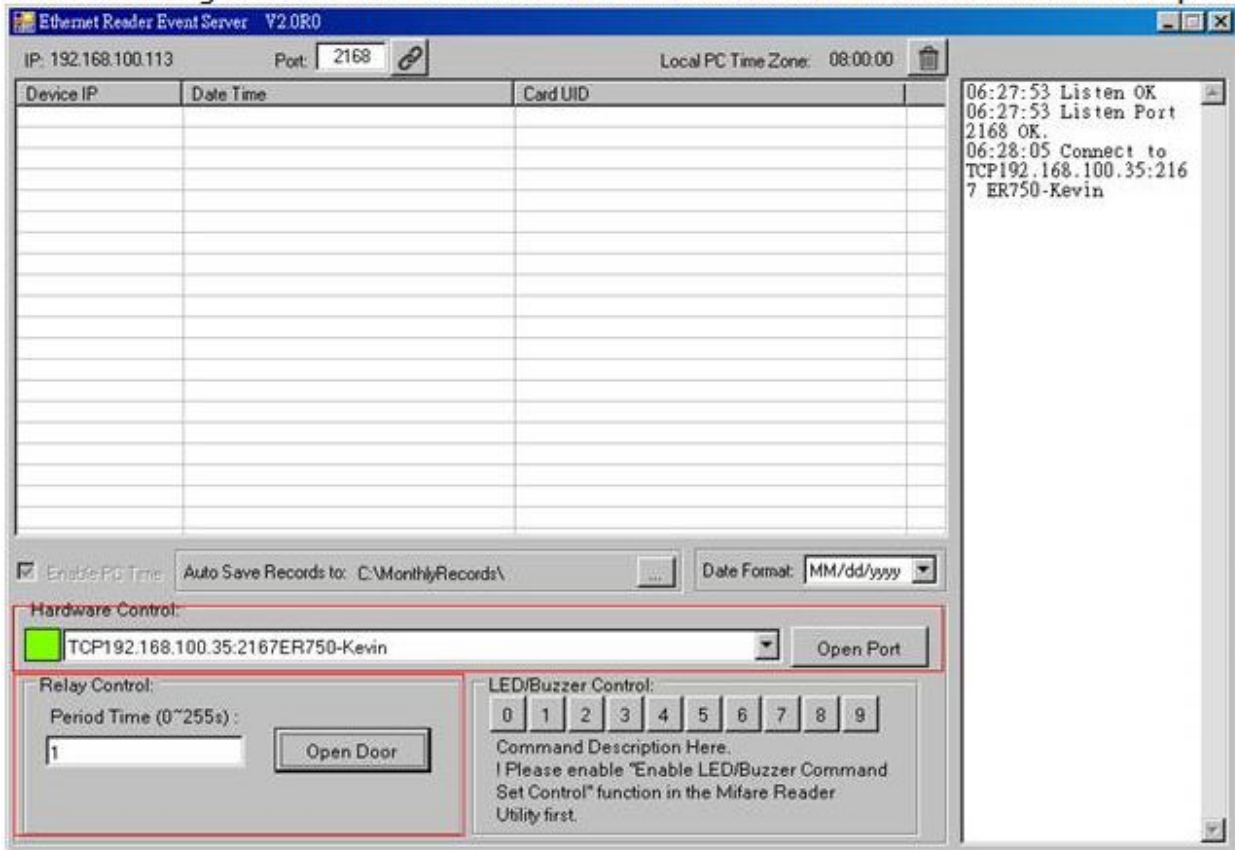 Ethernet Reader Event Server V2.0R0
IP: 192.168.100.113 Port: 2168 Local PC Time Zone: 08:00:00
Device IP Date Time Card UID
06:27:53 Listen OK
06:27:53 Listen Port
2168 OK.
06:28:05 Connect to
TCP192.168.100.35:216
7 ER750-Kevin
Enable PC Time Auto Save Records to: C:\MonthlyRecords\ ... Date Format: MM/dd/yyyy
Hardware Control:
TCP192.168.100.35:2167ER750-Kevin Open Port
Relay Control:
Period Time (0~255s) :
1 Open Door
LED/Buzzer Control:
0 1 2 3 4 5 6 7 8 9
Command Description Here.
! Please enable "Enable LED/Buzzer Command
Set Control" function in the Mifare Reader
Utility first.